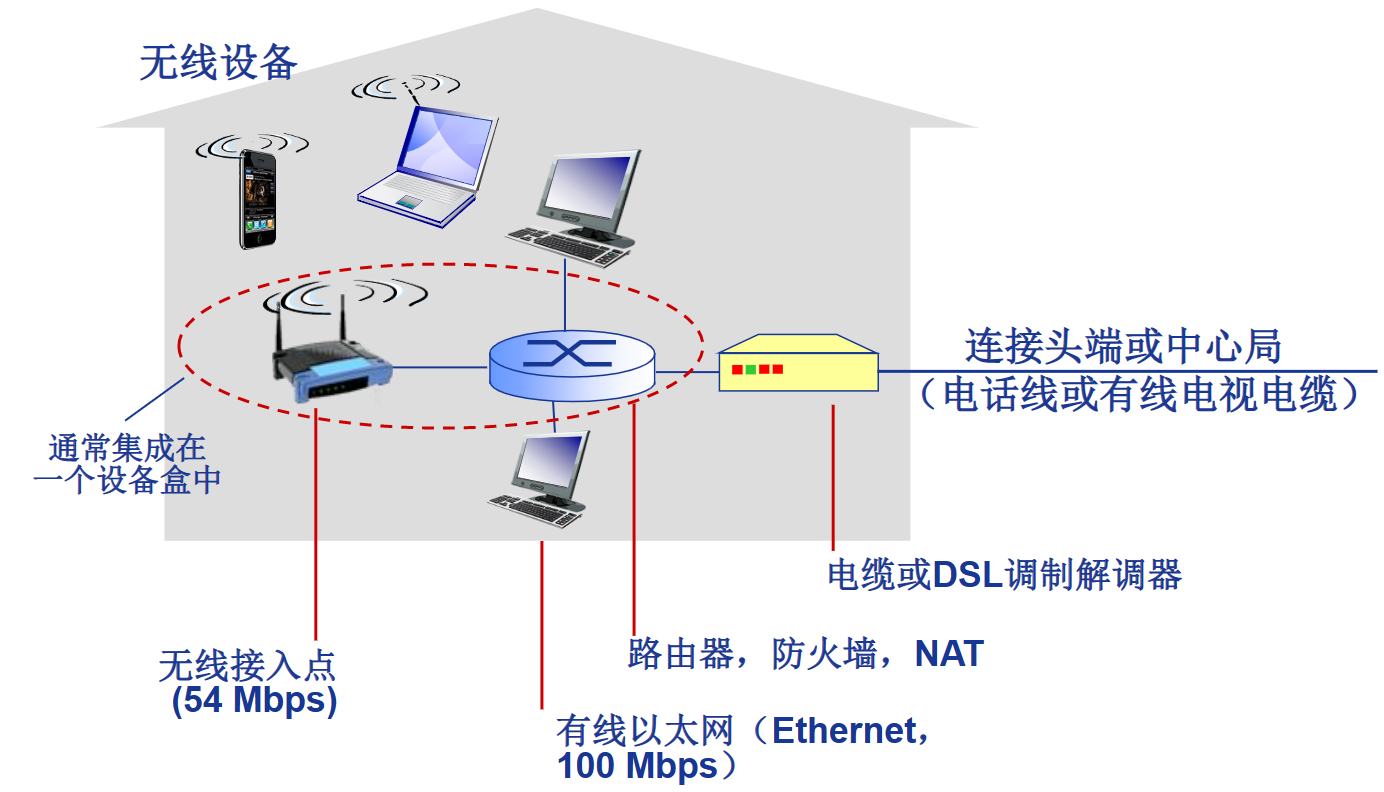 无线设备
连接头端或中心局
（电话线或有线电视电缆）
通常集成在
一个设备盒中
电缆或DSL调制解调器
路由器，防火墙，NAT
无线接入点
(54 Mbps)
有线以太网（Ethernet，
100 Mbps）